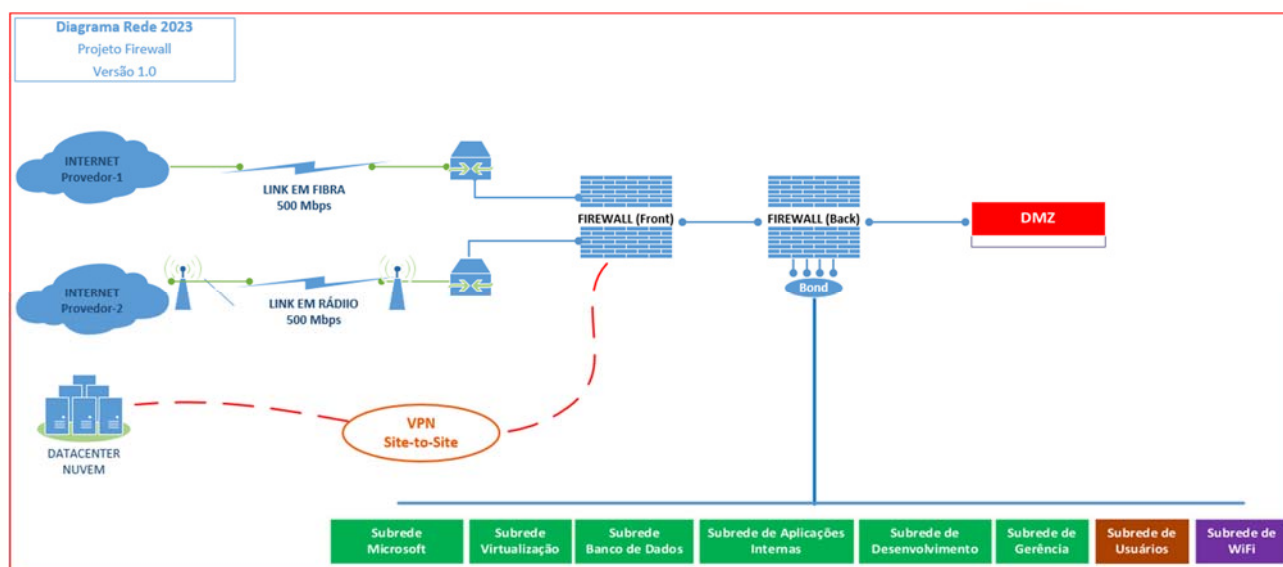 Diagrama Rede 2023
Projeto Firewall
Versão 1.0
INTERNET
Provedor-1
LINK EM FIBRA
500 Mbps
FIREWALL (Front)
FIREWALL (Back)
DMZ
INTERNET
Provedor-2
LINK EM RÁDIIO
500 Mbps
Bond
DATACENTER
NUVEM
VPN
Site-to-Site
Subrede
Microsoft
Subrede
Virtualização
Subrede
Banco de Dados
Subrede de Aplicações
Internas
Subrede de
Desenvolvimento
Subrede de
Gerência
Subrede de
Usuários
Subrede de
WiFi